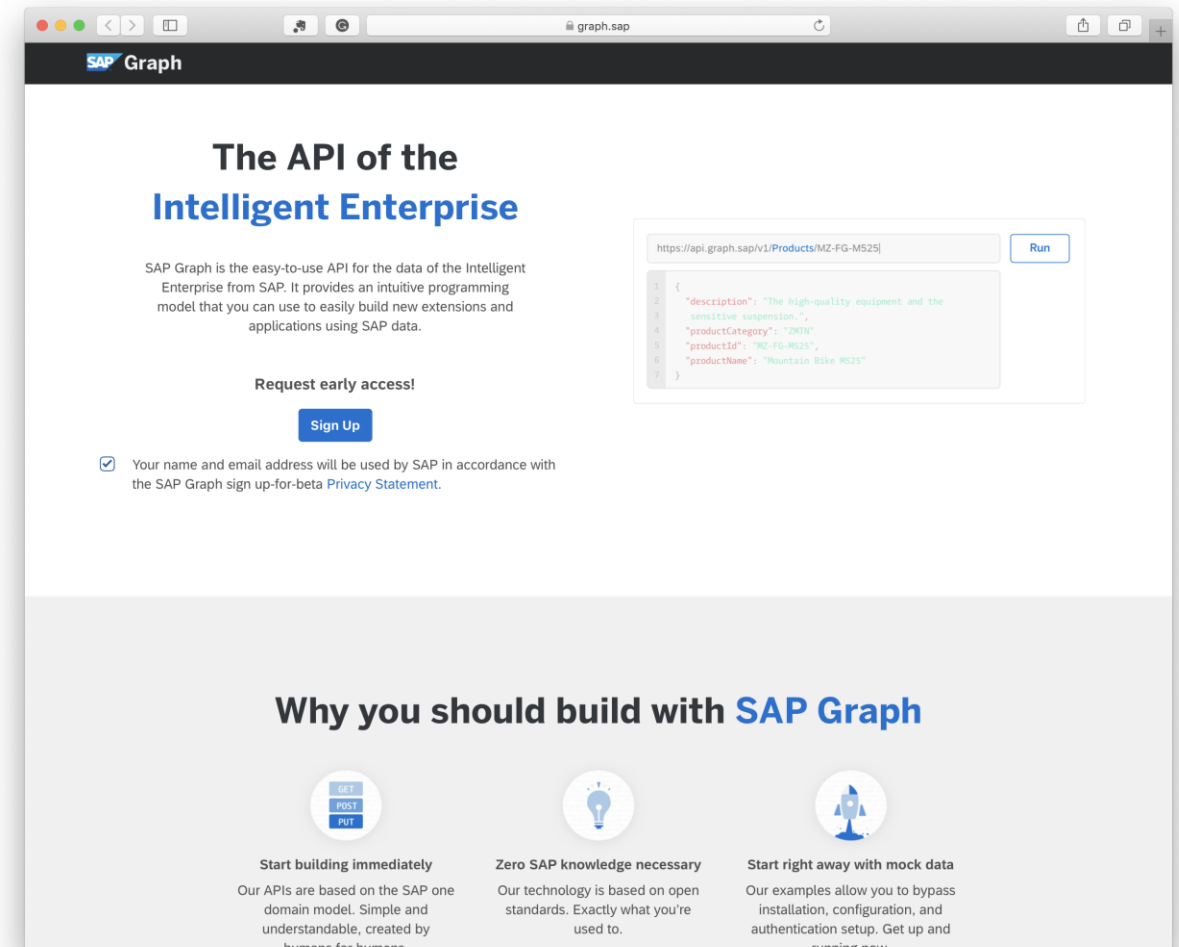 graph.sap
SAP Graph
The API of the
Intelligent Enterprise
SAP Graph is the easy-to-use API for the data of the Intelligent
Enterprise from SAP. It provides an intuitive programming
model that you can use to easily build new extensions and
applications using SAP data.
Request early access!
Sign Up
Your name and email address will be used by SAP in accordance with
the SAP Graph sign up-for-beta Privacy Statement.
https://api.graph.sap/v1/Products/MZ-FG-M525
Run
1 {
2 "description": "The high-quality equipment and the
3 sensitive suspension.",
4 "productCategory": "ZMTN"
5 "productId": "MZ-FG-M525",
6 "productName": "Mountain Bike M525"
7 }
Why you should build with SAP Graph
GET
POST
PUT
Start building immediately
Our APIs are based on the SAP one
domain model. Simple and
understandable, created by
humans for humans.
Zero SAP knowledge necessary
Our technology is based on open
standards. Exactly what you're
used to.
Start right away with mock data
Our examples allow you to bypass
installation, configuration, and
authentication setup. Get up and
running now.